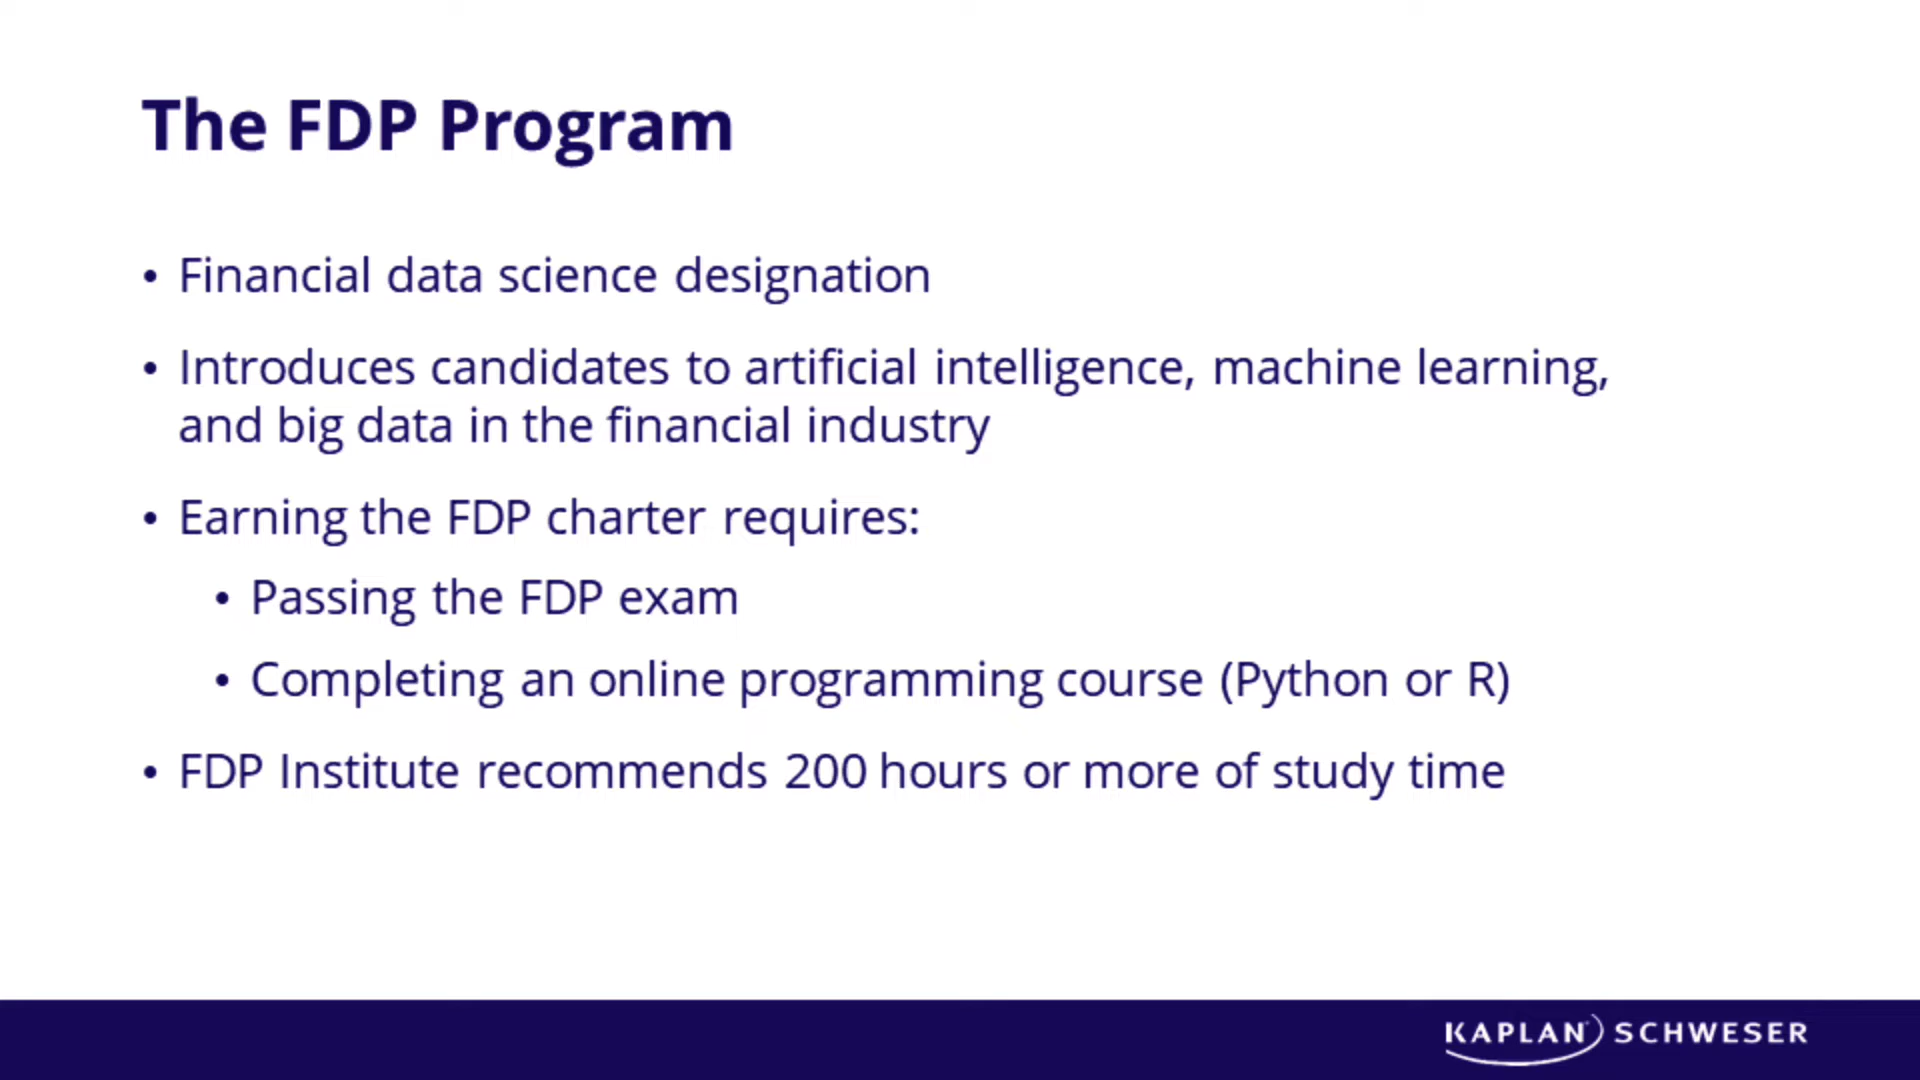 The FDP Program
• Financial data science designation
• Introduces candidates to artificial intelligence, machine learning,
and big data in the financial industry
• Earning the FDP charter requires:
• Passing the FDP exam
• Completing an online programming course (Python or R)
• FDP Institute recommends 200 hours or more of study time
KAPLAN SCHWESER